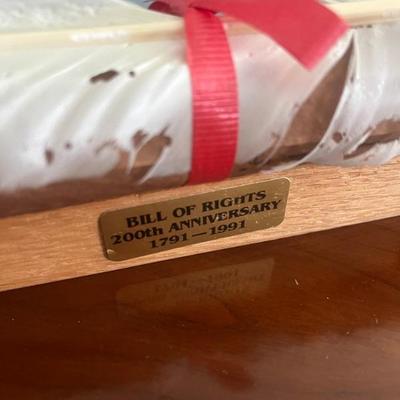 BILL OF RIGHTS
200th ANNIVERSARY
1791—1991